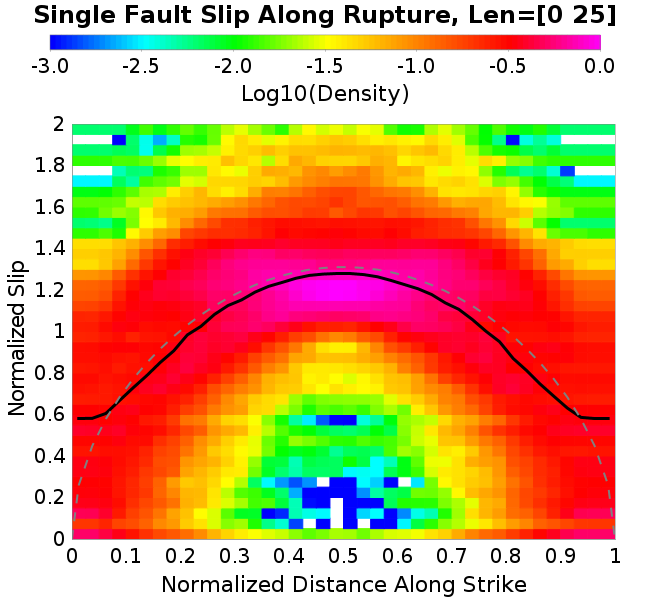 Single Fault Slip Along Rupture, Len=[0 25]
-3.0 -2.5 -2.0 -1.5 -1.0 -0.5 0.0
Log10(Density)
2
1.8
1.6
1.4
1.2
1
0.8
0.6
0.4
0.2
0
Normalized Slip
0 0.1 0.2 0.3 0.4 0.5 0.6 0.7 0.8 0.9 1
Normalized Distance Along Strike